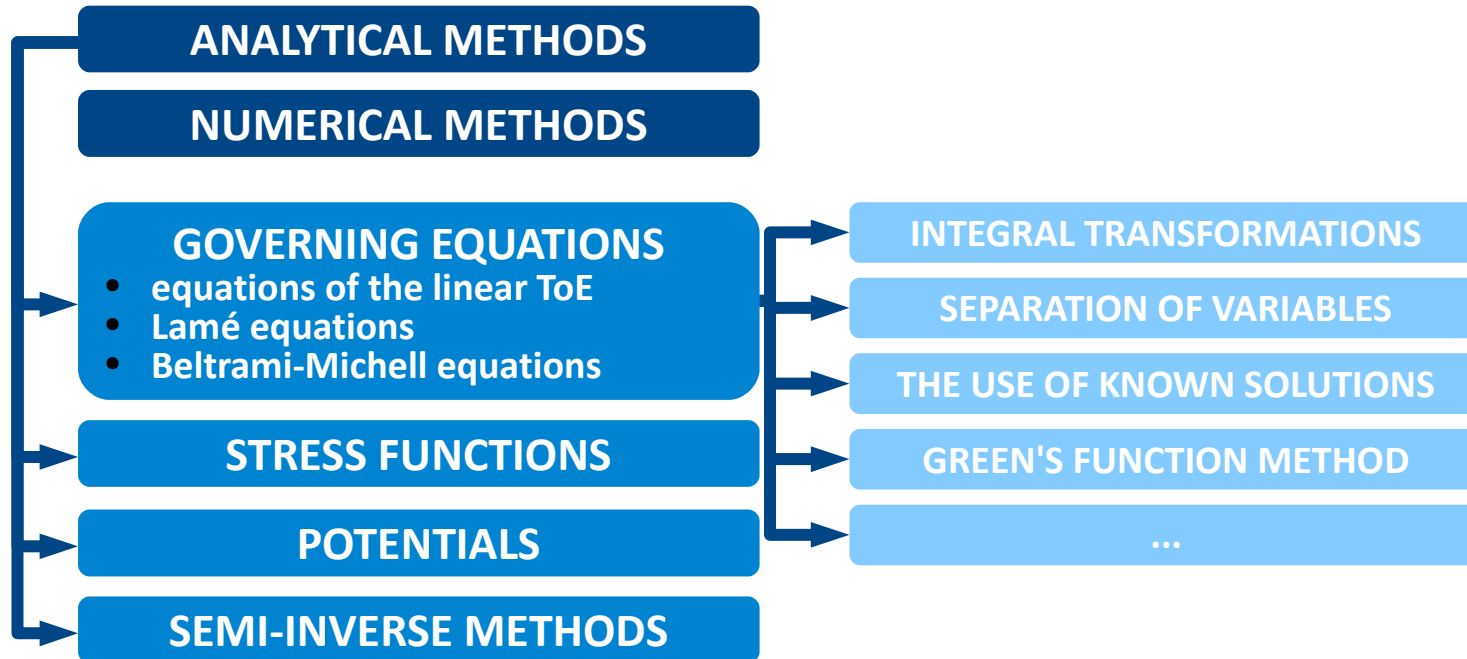 ANALYTICAL METHODS
NUMERICAL METHODS
GOVERNING EQUATIONS
• equations of the linear ToE
• Lamé equations
• Beltrami-Michell equations
STRESS FUNCTIONS
POTENTIALS
SEMI-INVERSE METHODS
INTEGRAL TRANSFORMATIONS
SEPARATION OF VARIABLES
THE USE OF KNOWN SOLUTIONS
GREEN'S FUNCTION METHOD
...